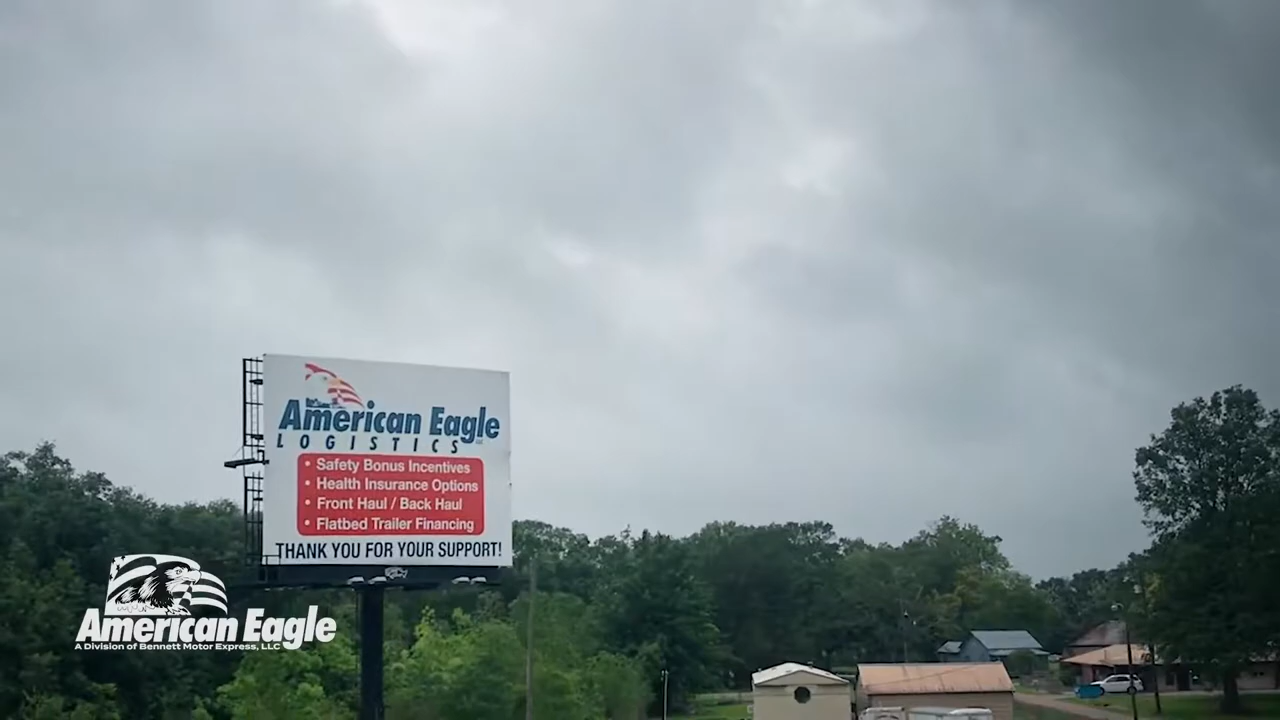 American Eagle
LOGISTICS
• Safety Bonus Incentives
• Health Insurance Options
• Front Haul / Back Haul
• Flatbed Trailer Financing
THANK YOU FOR YOUR SUPPORT!
American Eagle
A Division of Bennett Motor Express, LLC